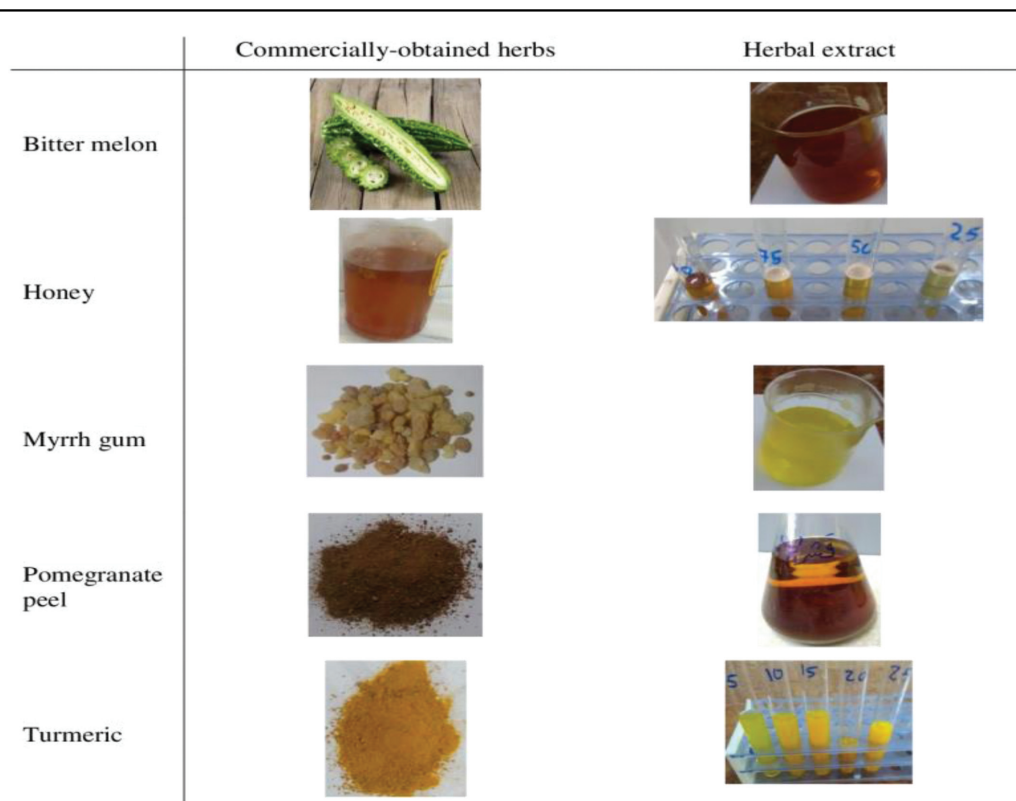 Commercially-obtained herbs Herbal extract
Bitter melon
Honey
75 50 25
Myrrh gum
Pomegranate
peel
Turmeric
5 10 15 20 25